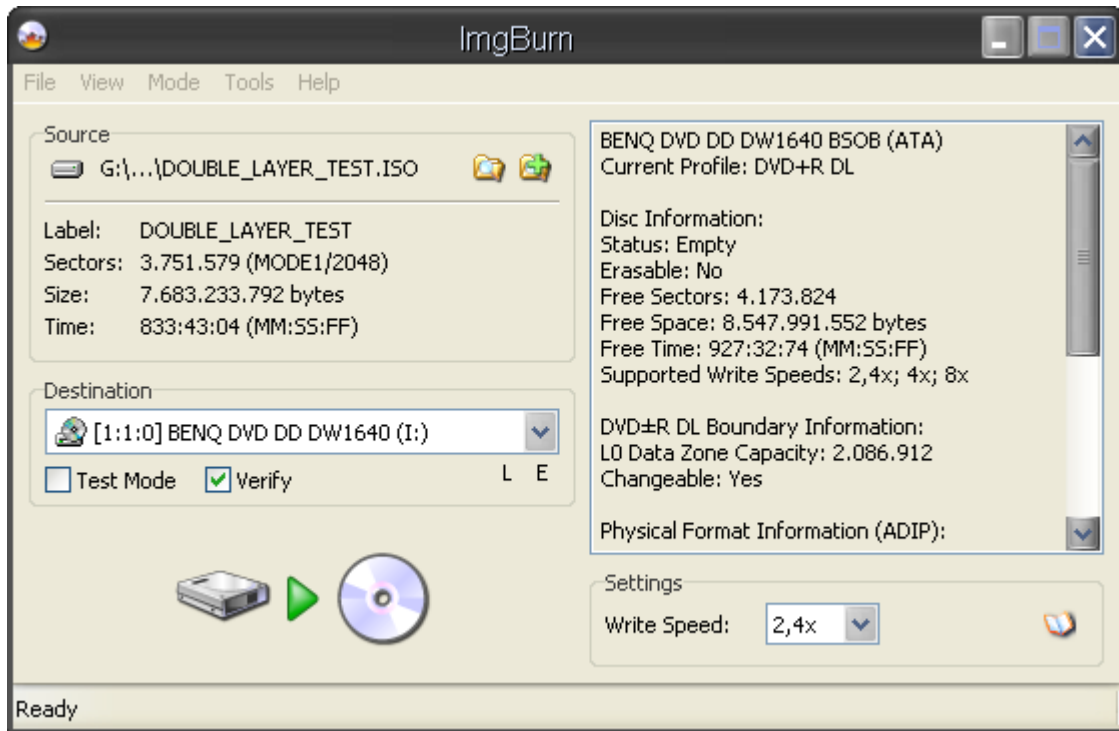 ImgBurn
File View Mode Tools Help
Source
G:\...\DOUBLE_LAYER_TEST.ISO
Label: DOUBLE_LAYER_TEST
Sectors: 3.751.579 (MODE1/2048)
Size: 7.683.233.792 bytes
Time: 833:43:04 (MM:SS:FF)
Destination
[1:1:0] BENQ DVD DD DW1640 (I:)
Test Mode Verify L E
BENQ DVD DD DW1640 BSOB (ATA)
Current Profile: DVD+R DL
Disc Information:
Status: Empty
Erasable: No
Free Sectors: 4.173.824
Free Space: 8.547.991.552 bytes
Free Time: 927:32:74 (MM:SS:FF)
Supported Write Speeds: 2,4x; 4x; 8x
DVD±R DL Boundary Information:
L0 Data Zone Capacity: 2.086.912
Changeable: Yes
Physical Format Information (ADIP):
Settings
Write Speed: 2,4x
Ready